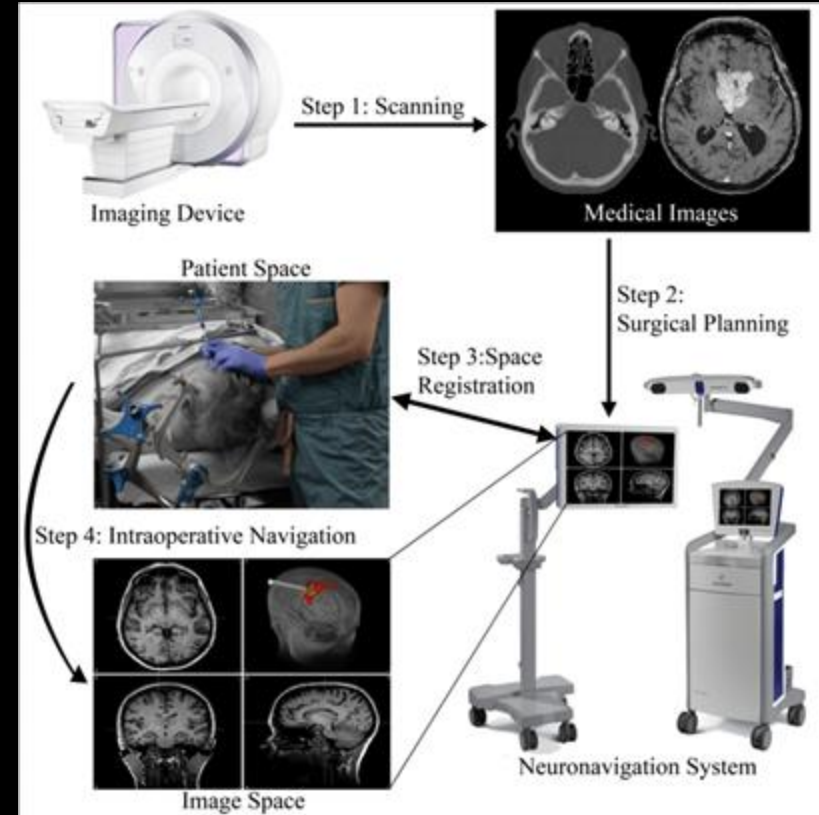 Step 1: Scanning
Imaging Device
Medical Images
Patient Space
Step 2:
Surgical Planning
Step 3:Space
Registration
Step 4: Intraoperative Navigation
Neuronavigation System
Image Space